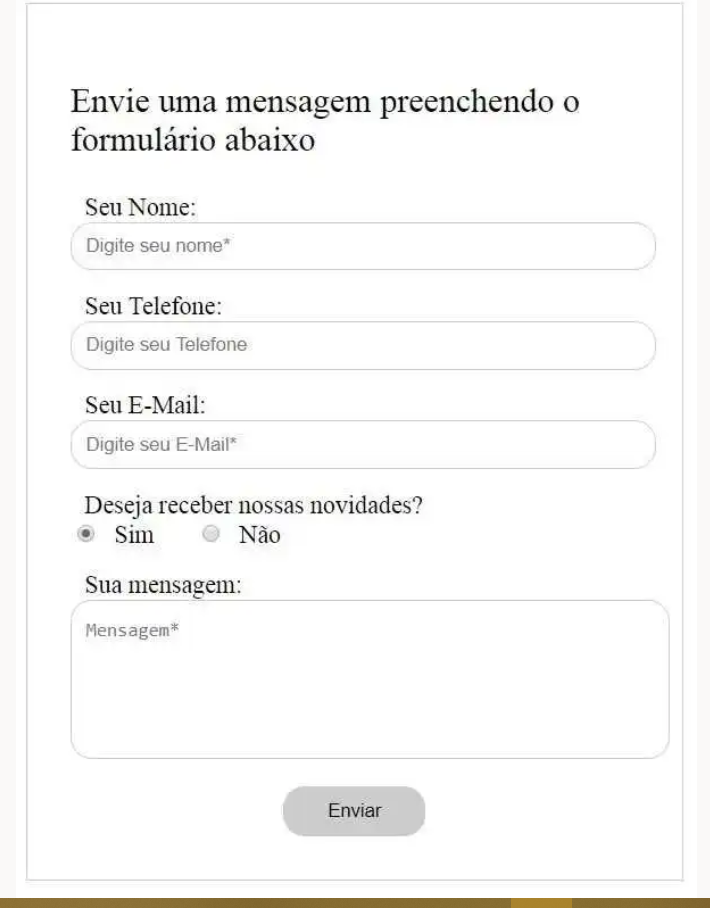 Envie uma mensagem preenchendo o
formulário abaixo
Seu Nome:
Digite seu nome*
Seu Telefone:
Digite seu Telefone
Seu E-Mail:
Digite seu E-Mail*
Deseja receber nossas novidades?
Sim Não
Sua mensagem:
Mensagem*
Enviar